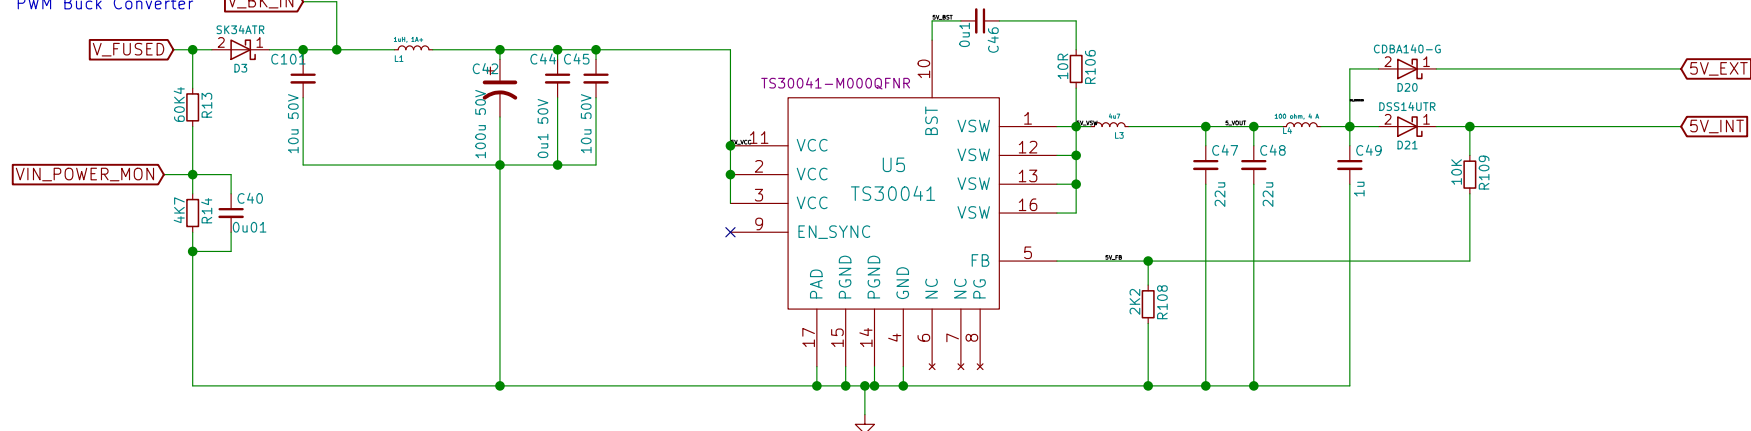 PWM Buck Converter
V_BK_IN
5V_BST
0u1
C46
SK34ATR
V_FUSED
2
1
D3
C101
10u 50V
1uH, 1A+
L1
C42
100u 50V
C44
0u1 50V
C45
60K4
R13
VIN_POWER_MON
4K7
R14
C40
0u01
TS30041-M000QFNR
10
BST
10R
R106
11
VCC
2
VCC
3
VCC
9
EN_SYNC
U5
TS30041
VSW
1
VSW
12
VSW
13
VSW
16
FB
5
PAD
PGND
PGND
GND
NC
NC
PG
17
15
14
4
6
7
8
5V_VSW
4u7
L3
5_VOUT
100 ohm, 4 A
L4
C47
22u
C48
22u
C49
1u
CDBA140-G
2
1
D20
DSS14UTR
2
1
D21
5V_EXT
5V_INT
10K
R109
5V_FB
2K2
R108